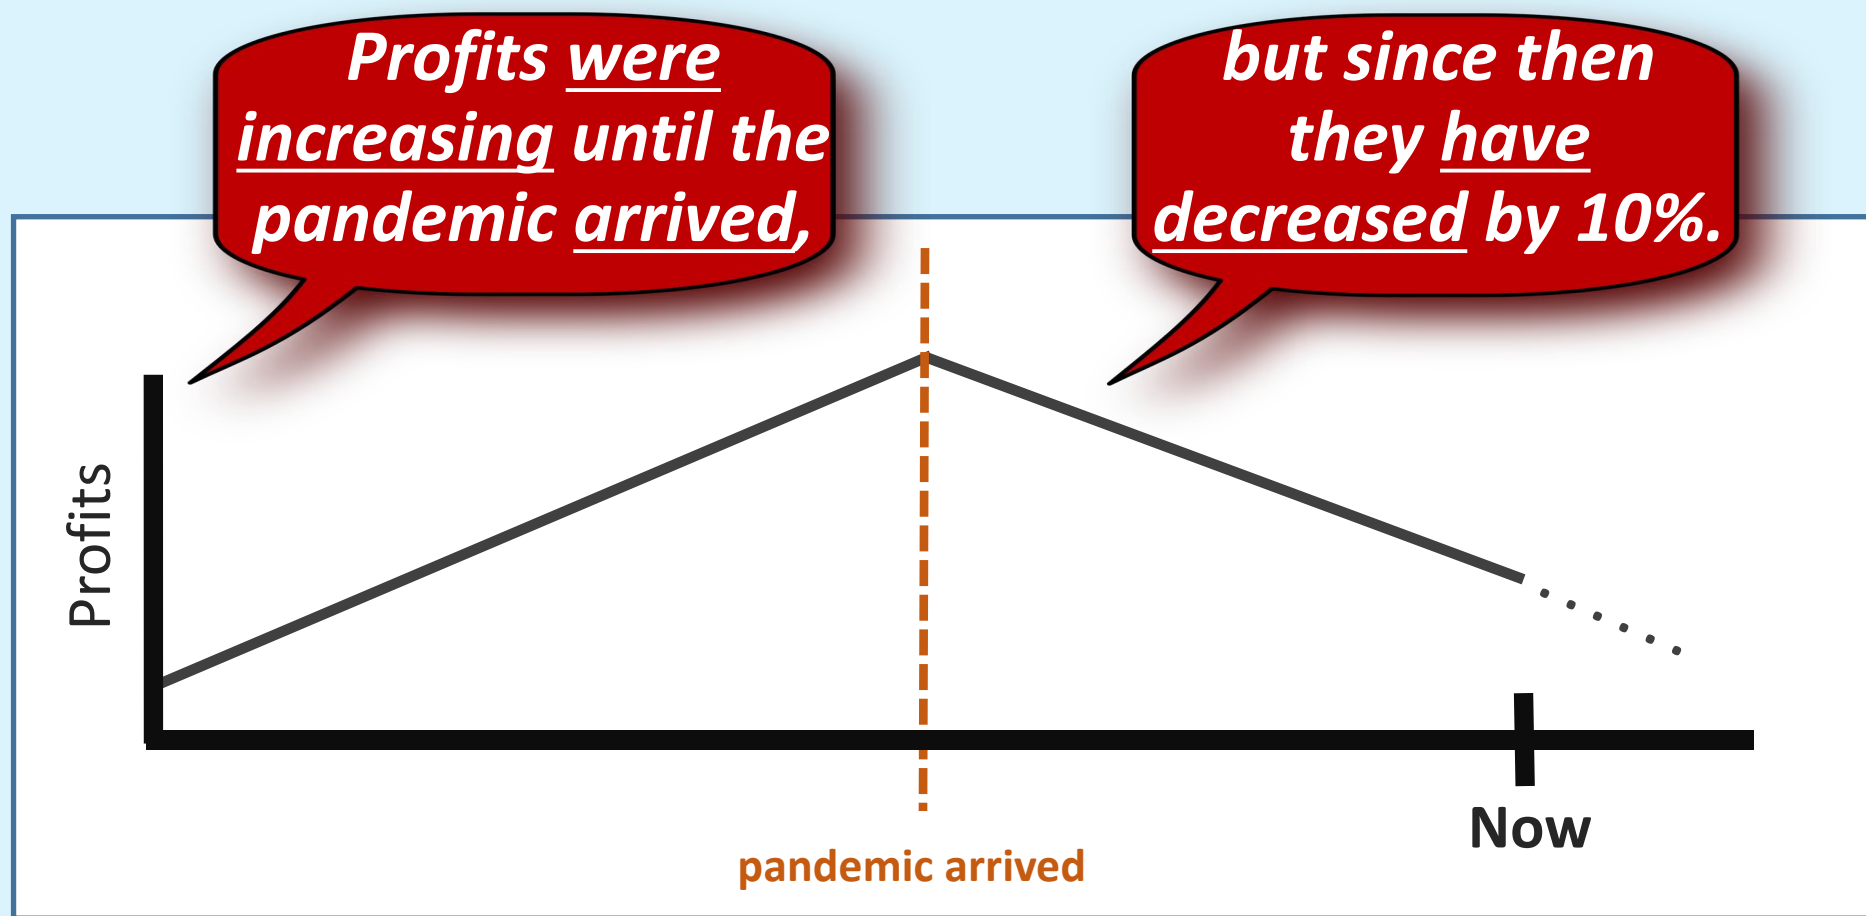 Profits were
increasing until the
pandemic arrived,
but since then
they have
decreased by 10%.
Profits
Now
pandemic arrived